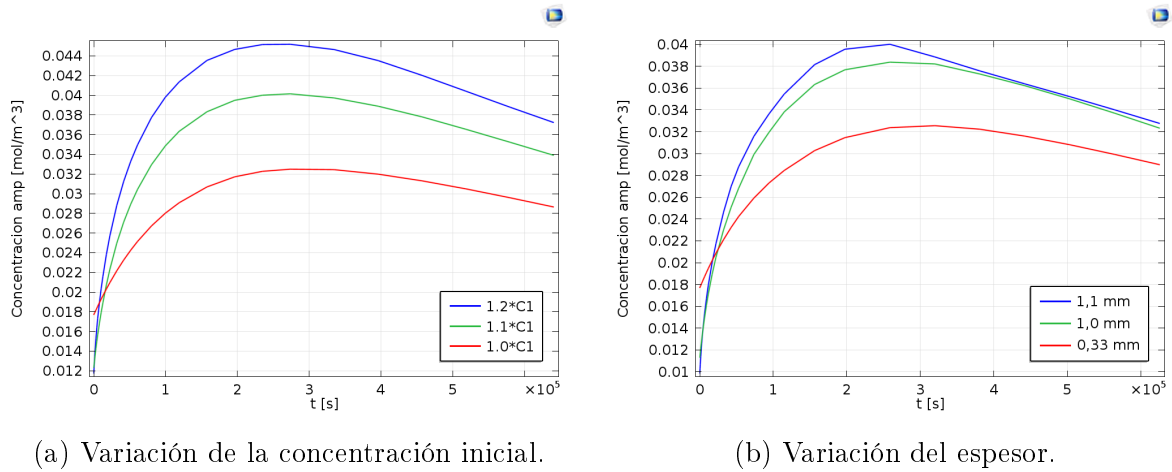 Concentracion amp [mol/m^3]
0.044
0.042
0.04
0.038
0.036
0.034
0.032
0.03
0.028
0.026
0.024
0.022
0.02
0.018
0.016
0.014
0.012
0 1 2 3 4 5 ×10⁵
t [s]
1.2*C1
1.1*C1
1.0*C1
(a) Variación de la concentración inicial.
Concentracion amp [mol/m^3]
0.04
0.038
0.036
0.034
0.032
0.03
0.028
0.026
0.024
0.022
0.02
0.018
0.016
0.014
0.012
0.01
0 1 2 3 4 5 ×10⁵
t [s]
1,1 mm
1,0 mm
0,33 mm
(b) Variación del espesor.